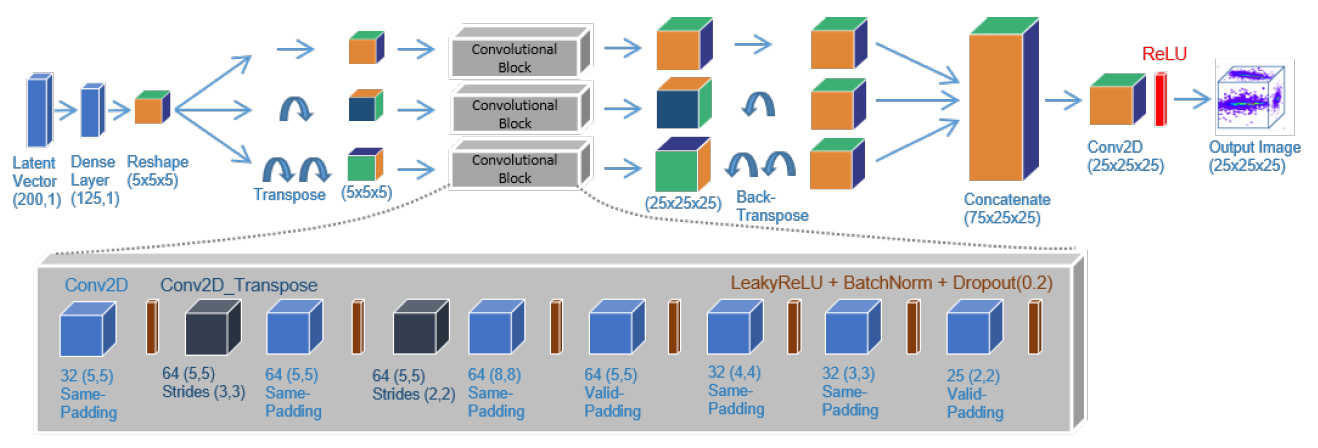 Latent
Vector
(200,1)
Dense
Layer
(125,1)
Reshape
(5x5x5)
Transpose
(5x5x5)
Convolutional
Block
Convolutional
Block
Convolutional
Block
(25x25x25)
Back-
Transpose
Concatenate
(75x25x25)
Conv2D
(25x25x25)
ReLU
Output Image
(25x25x25)
Conv2D
Conv2D_Transpose
LeakyReLU + BatchNorm + Dropout(0.2)
32 (5,5)
Same-
Padding
64 (5,5)
Strides (3,3)
64 (5,5)
Same-
Padding
64 (5,5)
Strides (2,2)
64 (8,8)
Same-
Padding
64 (5,5)
Valid-
Padding
32 (4,4)
Same-
Padding
32 (3,3)
Same-
Padding
25 (2,2)
Valid-
Padding